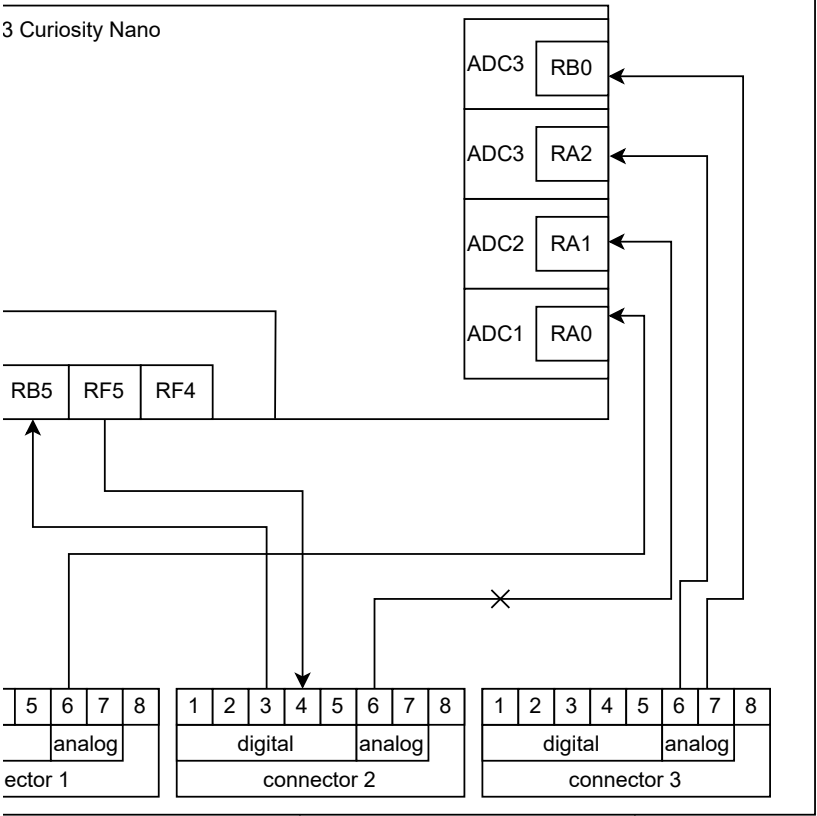 3 Curiosity Nano
ADC3 RB0
ADC3 RA2
ADC2 RA1
ADC1 RA0
RB5 RF5 RF4
5 6 7 8
analog
ector 1
1 2 3 4 5 6 7 8
digital analog
connector 2
1 2 3 4 5 6 7 8
digital analog
connector 3